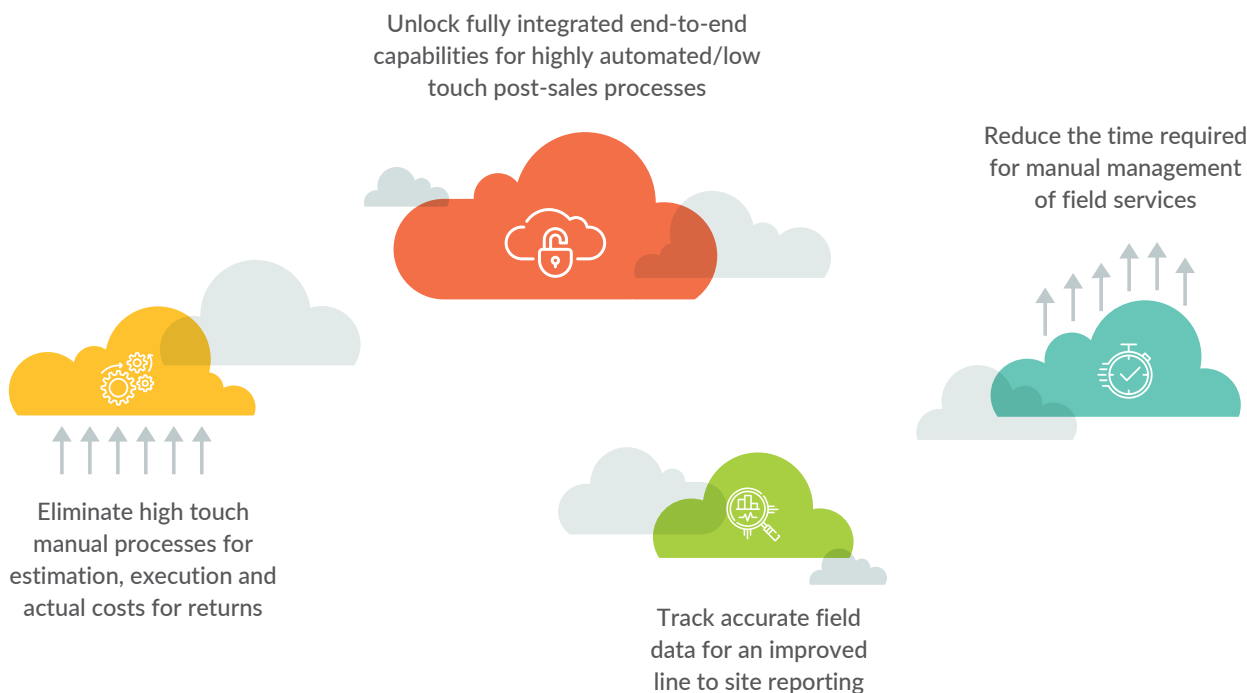 Unlock fully integrated end-to-end
capabilities for highly automated/low
touch post-sales processes
Reduce the time required
for manual management
of field services
Eliminate high touch
manual processes for
estimation, execution and
actual costs for returns
Track accurate field
data for an improved
line to site reporting